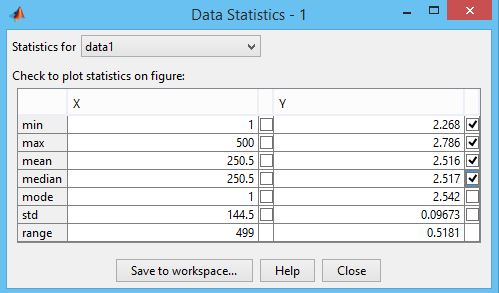 Data Statistics - 1
Statistics for data1
Check to plot statistics on figure:
X Y
min 1 2.268
max 500 2.786
mean 250.5 2.516
median 250.5 2.517
mode 1 2.542
std 144.5 0.09673
range 499 0.5181
Save to workspace... Help Close